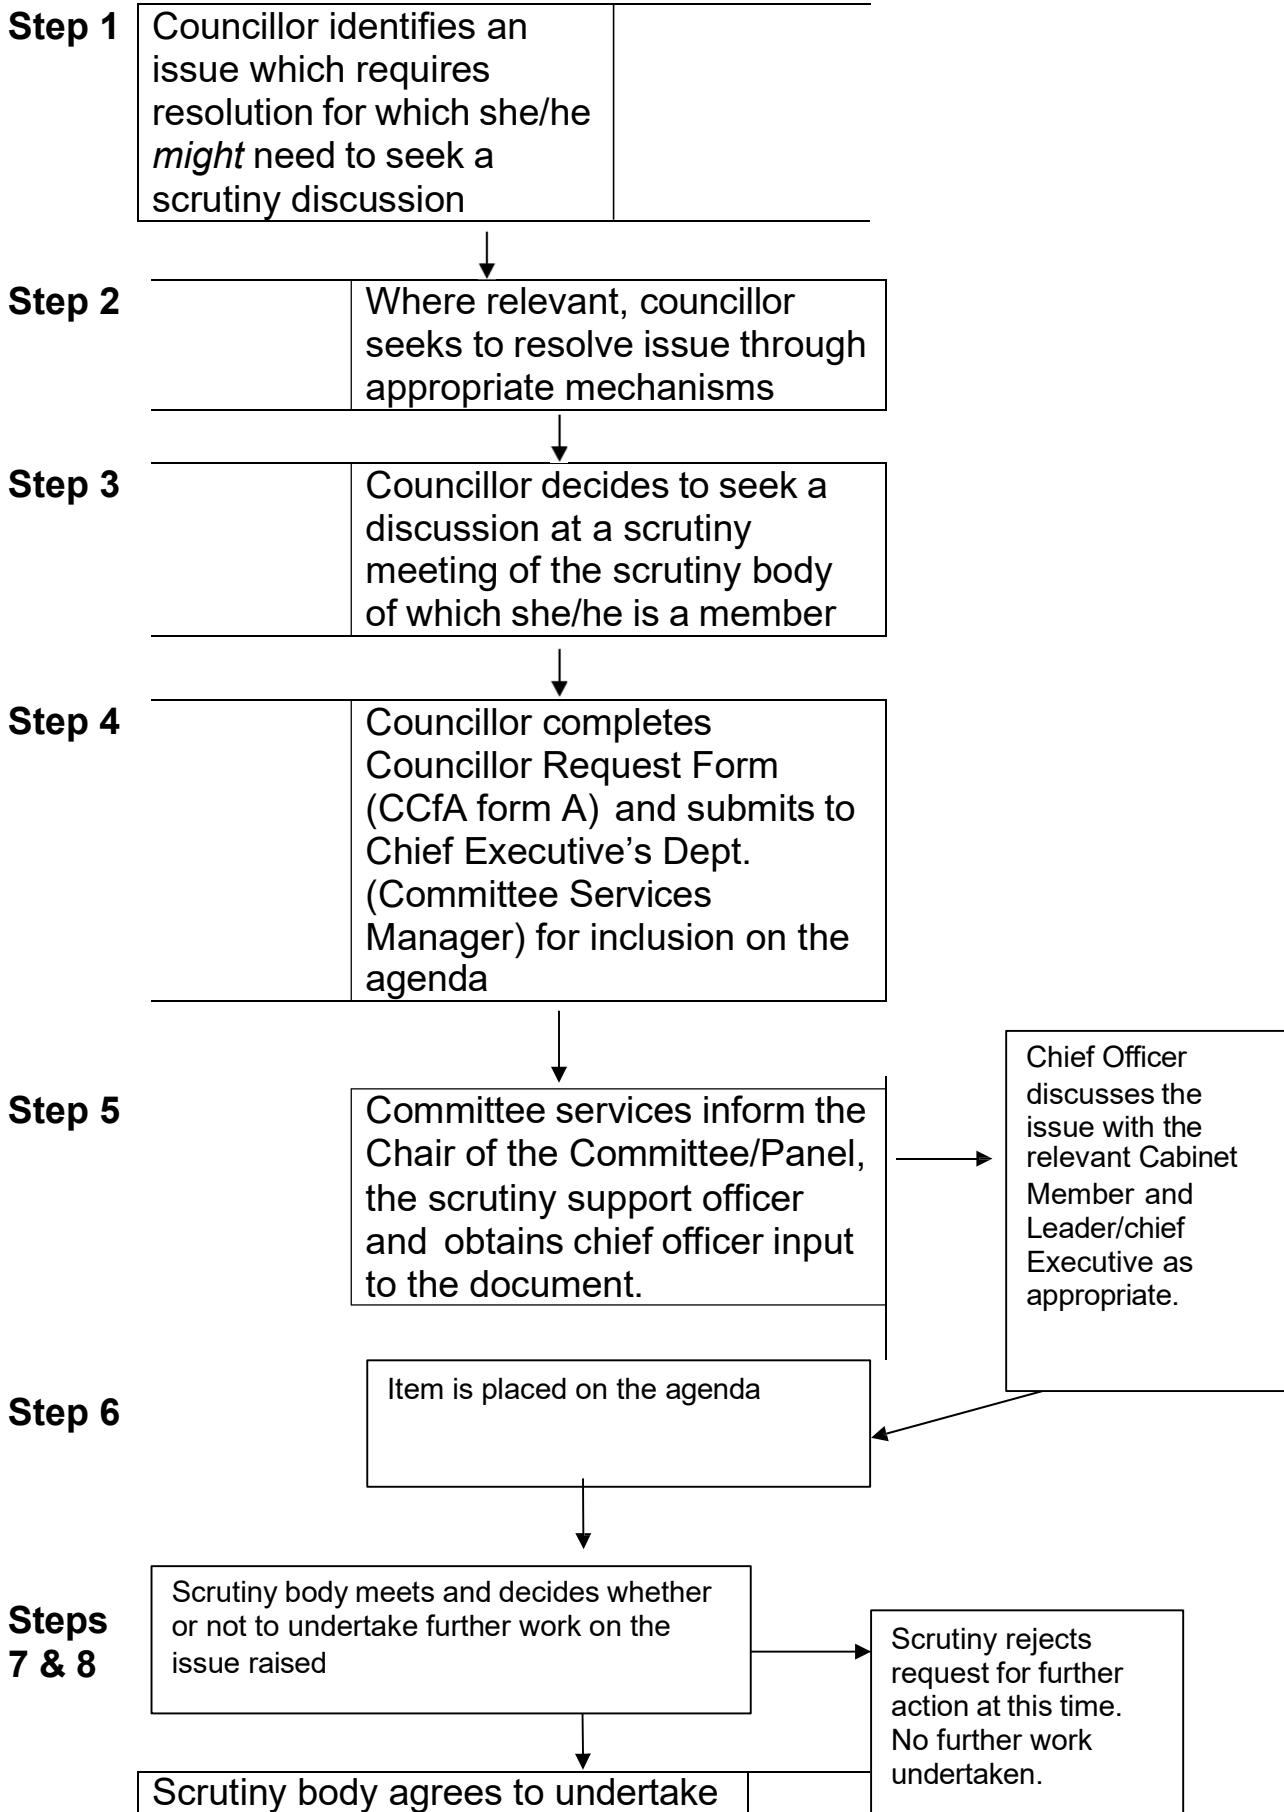 Step 1
Councillor identifies an
issue which requires
resolution for which she/he
might need to seek a
scrutiny discussion
Step 2
Where relevant, councillor
seeks to resolve issue through
appropriate mechanisms
Step 3
Councillor decides to seek a
discussion at a scrutiny
meeting of the scrutiny body
of which she/he is a member
Step 4
Councillor completes
Councillor Request Form
(CCfA form A) and submits to
Chief Executive’s Dept.
(Committee Services
Manager) for inclusion on the
agenda
Step 5
Committee services inform the
Chair of the Committee/Panel,
the scrutiny support officer
and obtains chief officer input
to the document.
Chief Officer
discusses the
issue with the
relevant Cabinet
Member and
Leader/chief
Executive as
appropriate.
Step 6
Item is placed on the agenda
Steps
7 & 8
Scrutiny body meets and decides whether
or not to undertake further work on the
issue raised
Scrutiny rejects
request for further
action at this time.
No further work
undertaken.
Scrutiny body agrees to undertake